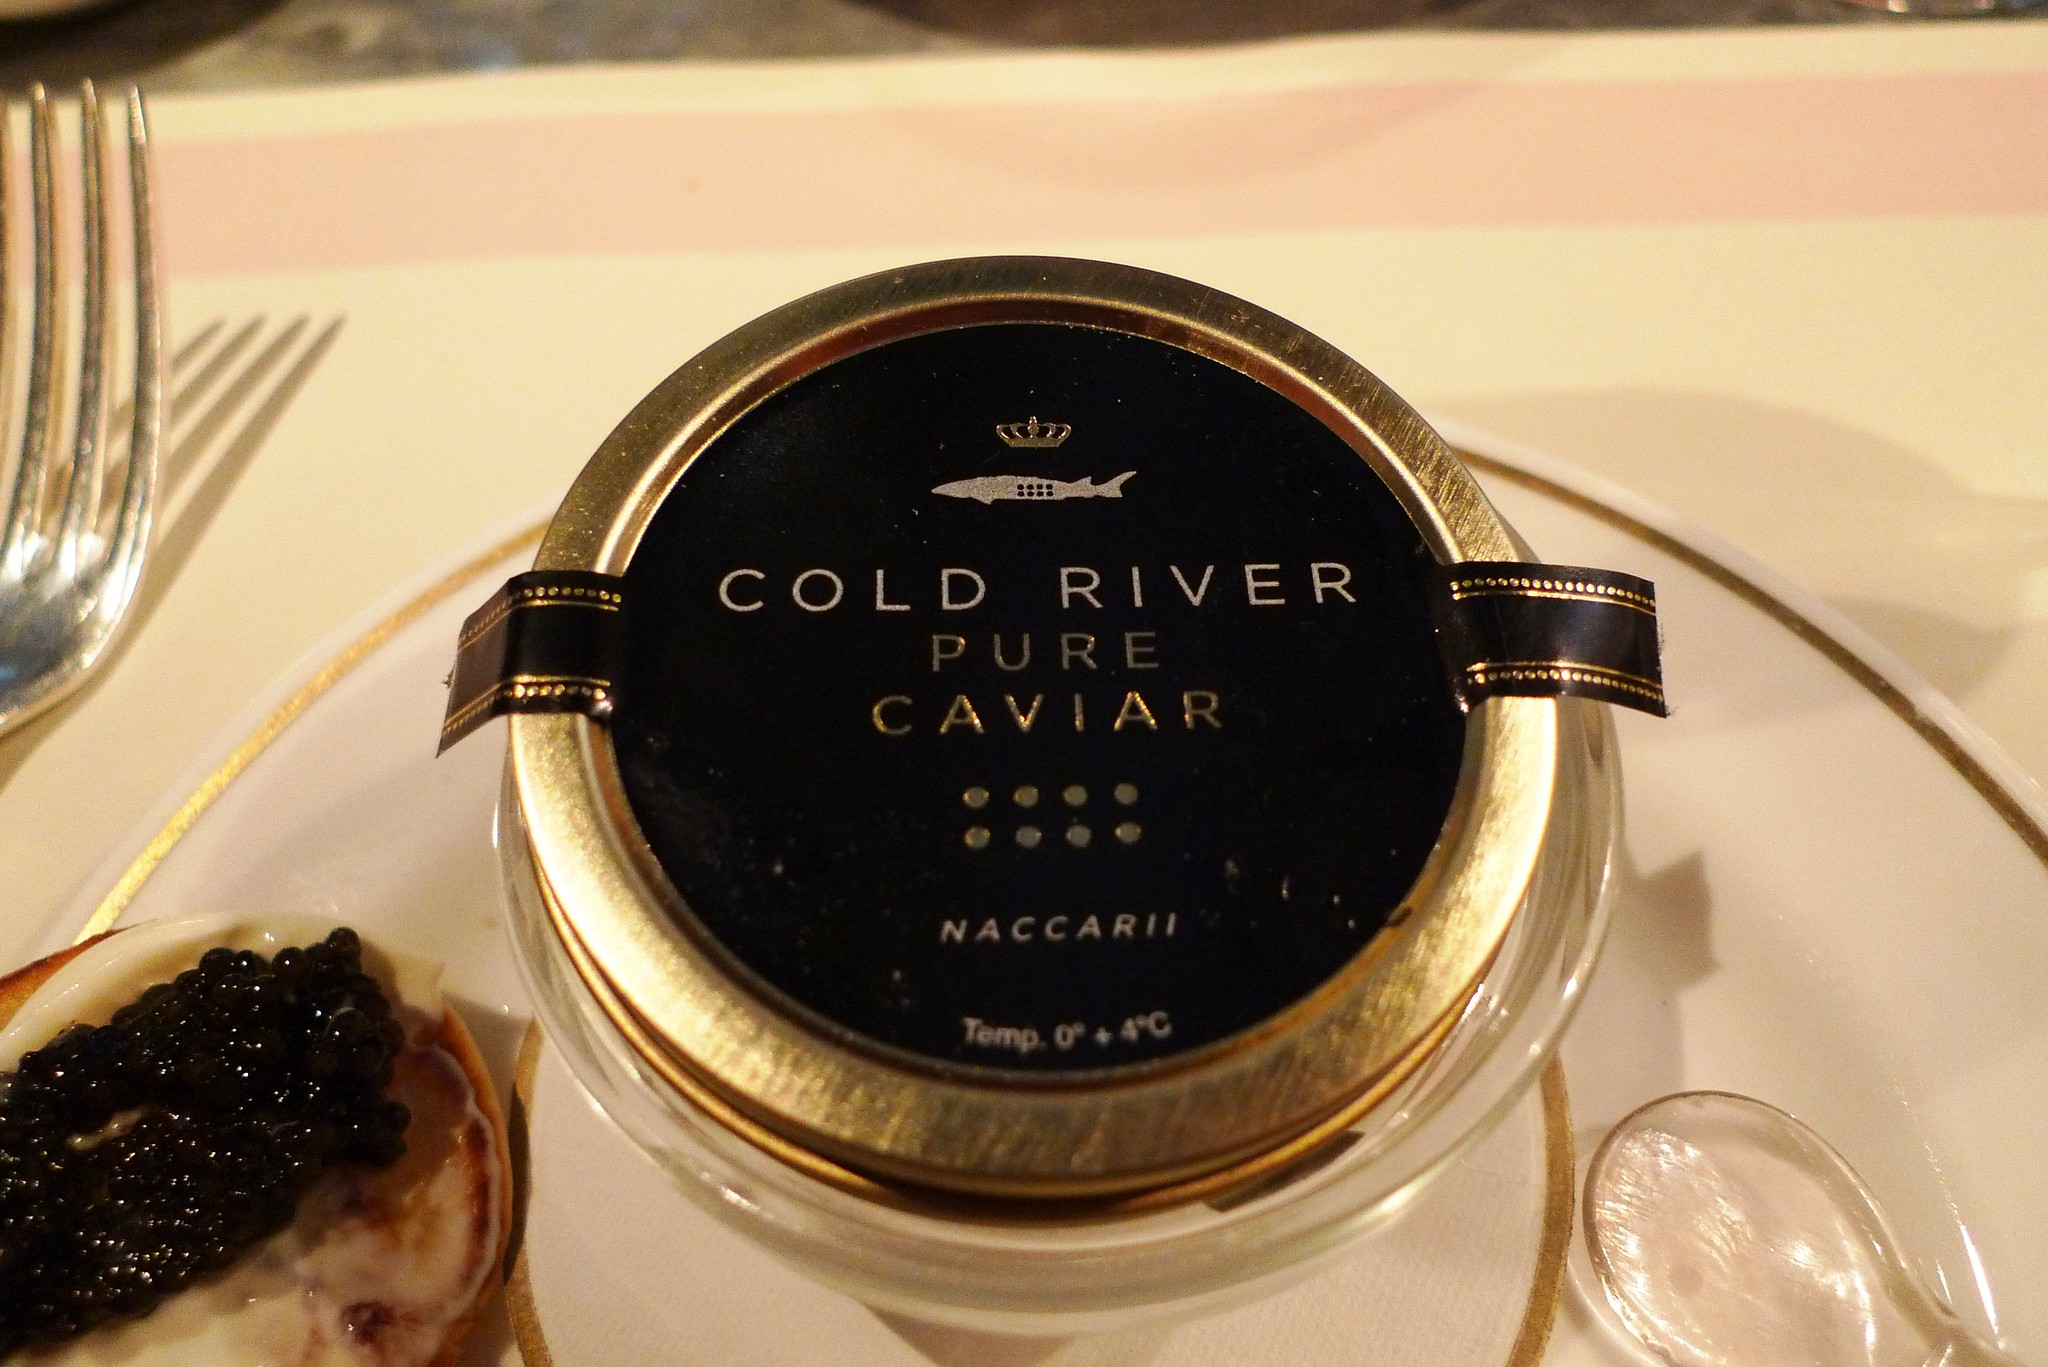 COLD RIVER
PURE
CAVIAR
NACCARII
Temp. 0° + 4°C